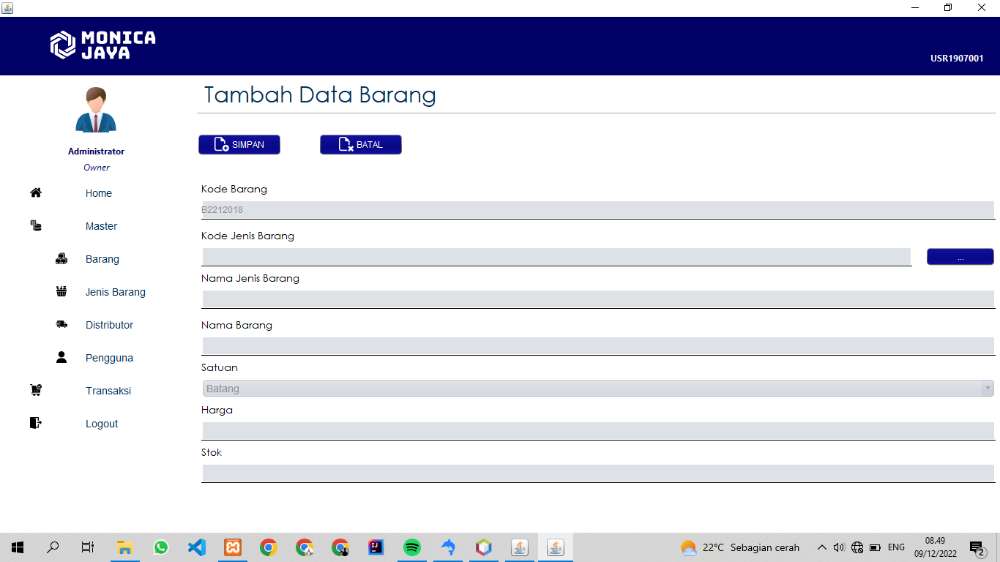 MONICA
JAYA
USR1907001
Administrator
Owner
Home
Master
Barang
Jenis Barang
Distributor
Pengguna
Transaksi
Logout
Tambah Data Barang
SIMPAN
BATAL
Kode Barang
B2212018
Kode Jenis Barang
...
Nama Jenis Barang
Nama Barang
Satuan
Batang
Harga
Stok
22°C Sebagian cerah
ENG
08.49
09/12/2022
2